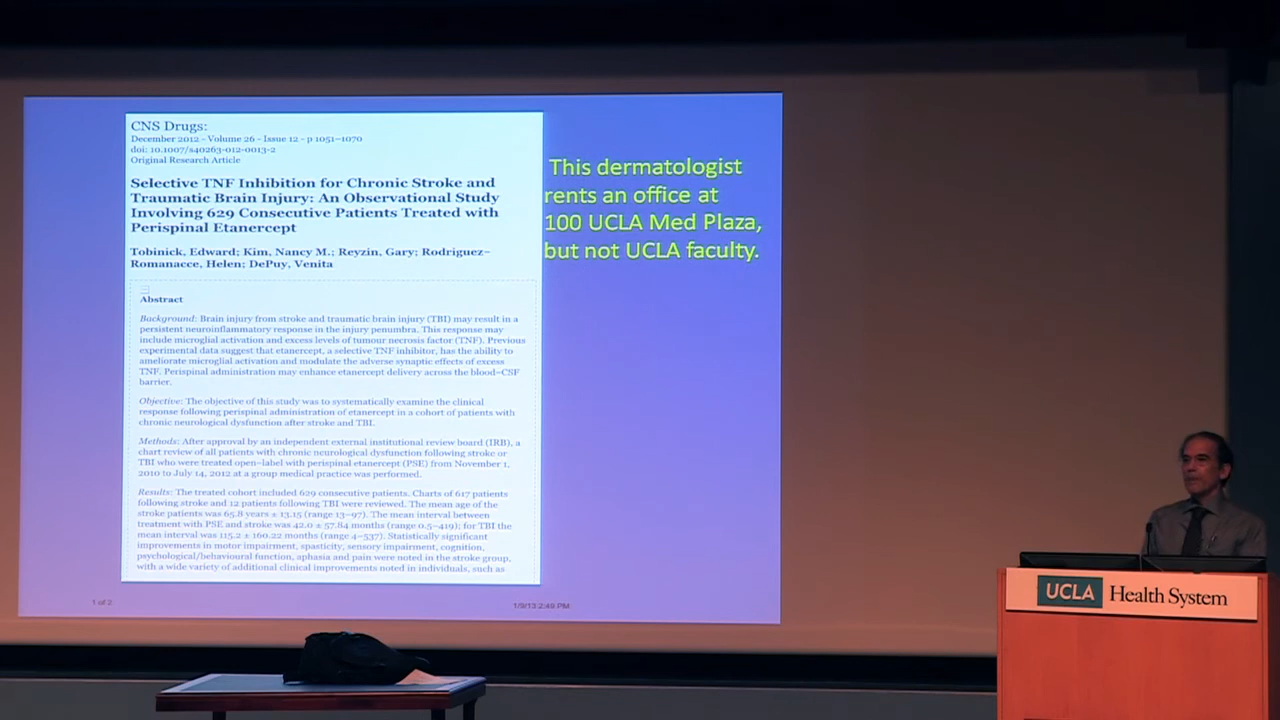 CNS Drugs:
December 2012 - Volume 26 - Issue 12 - p 1051–1070
doi: 10.1007/s40263-012-0013-2
Original Research Article
Selective TNF Inhibition for Chronic Stroke and
Traumatic Brain Injury: An Observational Study
Involving 629 Consecutive Patients Treated with
Perispinal Etanercept
Tobinick, Edward; Kim, Nancy M.; Reyzin, Gary; Rodriguez-
Romanacce, Helen; DePuy, Venita
Abstract
Background: Brain injury from stroke and traumatic brain injury (TBI) may result in a
persistent neuroinflammatory response in the injury penumbra. This response may
include microglial activation and excess levels of tumour necrosis factor (TNF). Previous
experimental data suggest that etanercept, a selective TNF inhibitor, has the ability to
ameliorate microglial activation and modulate the adverse synaptic effects of excess
TNF. Perispinal administration may enhance etanercept delivery across the blood–CSF
barrier.
Objective: The objective of this study was to systematically examine the clinical
response following perispinal administration of etanercept in a cohort of patients with
chronic neurological dysfunction after stroke and TBI.
Methods: After approval by an independent external institutional review board (IRB), a
chart review of all patients with chronic neurological dysfunction following stroke or
TBI who were treated open-label with perispinal etanercept (PSE) from November 1,
2010 to July 14, 2012 at a group medical practice was performed.
Results: The treated cohort included 629 consecutive patients. Charts of 617 patients
following stroke and 12 patients following TBI were reviewed. The mean age of the
stroke patients was 65.8 years ± 13.15 (range 13–97). The mean interval between
treatment with PSE and stroke was 42.0 ± 57.84 months (range 0.5–419); for TBI the
mean interval was 115.2 ± 160.22 months (range 4–537). Statistically significant
improvements in motor impairment, spasticity, sensory impairment, cognition,
psychological/behavioural function, aphasia and pain were noted in the stroke group,
with a wide variety of additional clinical improvements noted in individuals, such as
1 of 2
1/9/13 2:49 PM
This dermatologist
rents an office at
100 UCLA Med Plaza,
but not UCLA faculty.
UCLA Health System